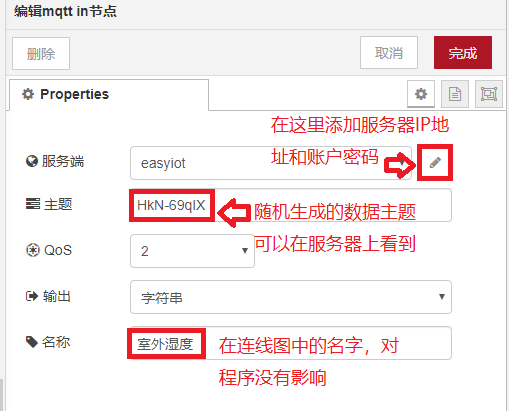 编辑mqtt in节点
删除
取消
完成
Properties
在这里添加服务器IP地
址和账户密码
服务端
easyiot
主题
HkN-69qIX
随机生成的数据主题
可以在服务器上看到
QoS
2
输出
字符串
名称
室外湿度
在连线图中的名字，对
程序没有影响